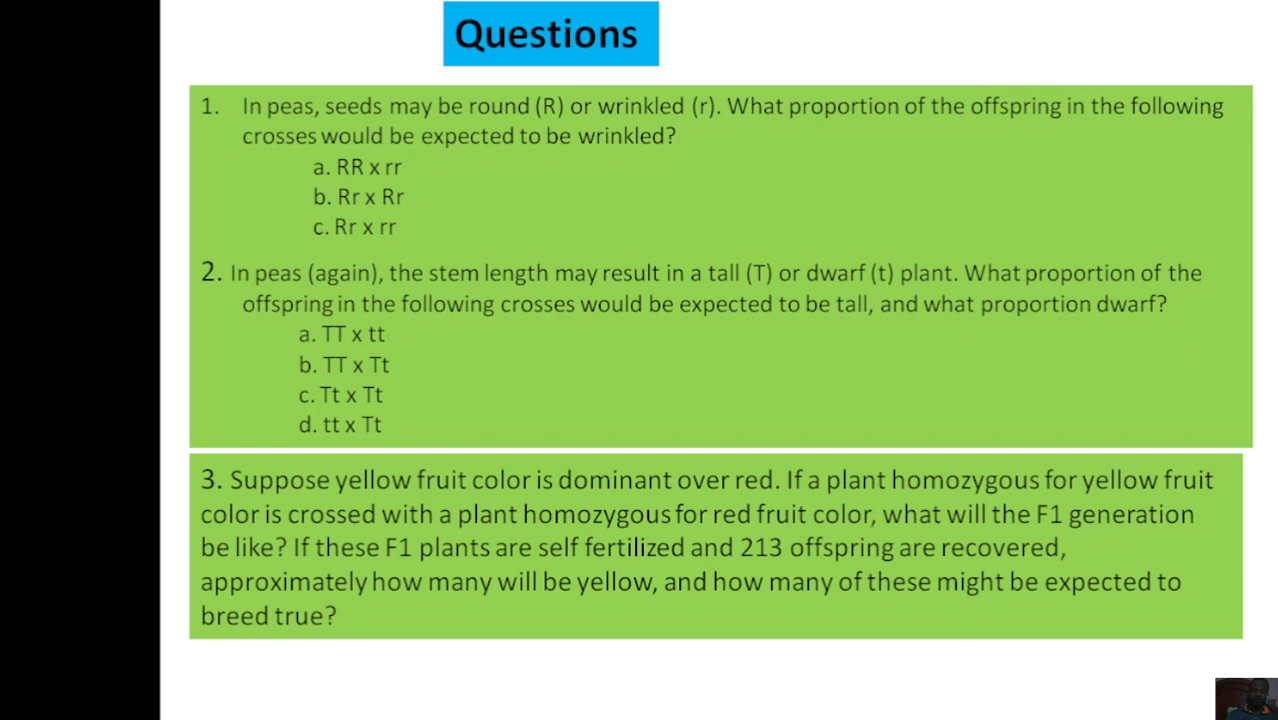 Questions
1. In peas, seeds may be round (R) or wrinkled (r). What proportion of the offspring in the following
crosses would be expected to be wrinkled?
a. RR x rr
b. Rr x Rr
c. Rr x rr
2. In peas (again), the stem length may result in a tall (T) or dwarf (t) plant. What proportion of the
offspring in the following crosses would be expected to be tall, and what proportion dwarf?
a. TT x tt
b. TT x Tt
c. Tt x Tt
d. tt x Tt
3. Suppose yellow fruit color is dominant over red. If a plant homozygous for yellow fruit
color is crossed with a plant homozygous for red fruit color, what will the F1 generation
be like? If these F1 plants are self fertilized and 213 offspring are recovered,
approximately how many will be yellow, and how many of these might be expected to
breed true?